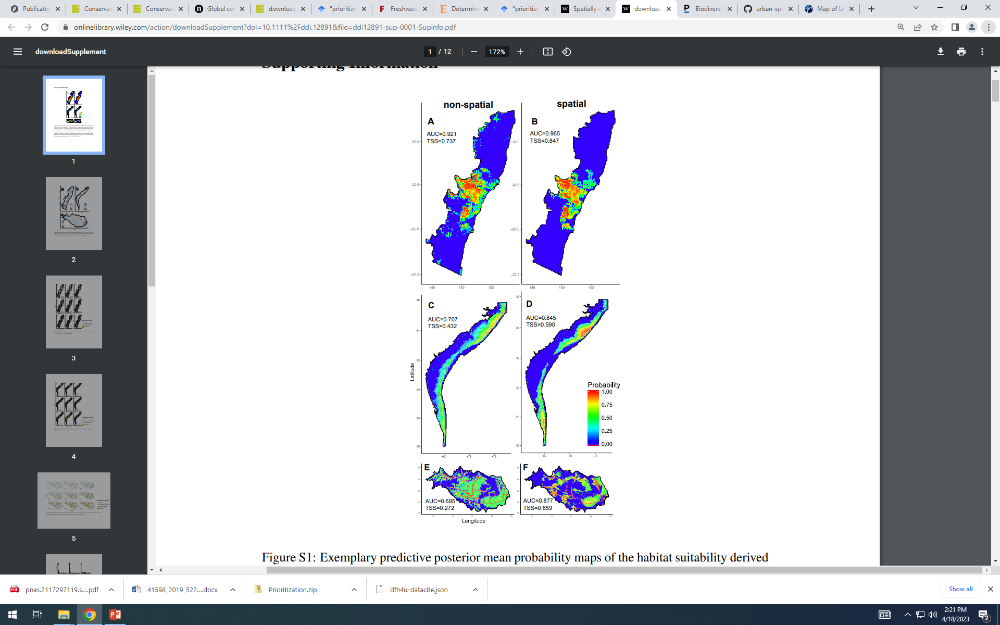 Publicatio
Conservat
Conservat
Global cor
download
"prioritizr
Freshwate
Determina
"prioritizr
Spatially e
download
Biodiversi
urban-spe
Map of Lif
onlinelibrary.wiley.com/action/downloadSupplement?doi=10.1111%2Fddi.12891&file=ddi12891-sup-0001-Supinfo.pdf
downloadSupplement
1 / 12
172%
1
2
3
4
5
Supporting Information
non-spatial
spatial
A
AUC=0.921
TSS=0.737
B
AUC=0.965
TSS=0.847
-30.0
-32.5
-35.0
-37.5
148 150 152
-30.0
-32.5
-35.0
-37.5
148 150 152
C
AUC=0.707
TSS=0.432
D
AUC=0.845
TSS=0.590
Latitude
36
34
32
30
28
26
-80 -78 -76
36
34
32
30
28
26
-80 -78 -76
Probability
1.00
0.75
0.50
0.25
0.00
E
AUC=0.695
TSS=0.272
F
AUC=0.877
TSS=0.659
Longitude
Figure S1: Exemplary predictive posterior mean probability maps of the habitat suitability derived
pnas.2117297119.s....pdf
41598_2019_522....docx
Prioritization.zip
dfh4u-datacite.json
Show all
2:21 PM
4/18/2023
2